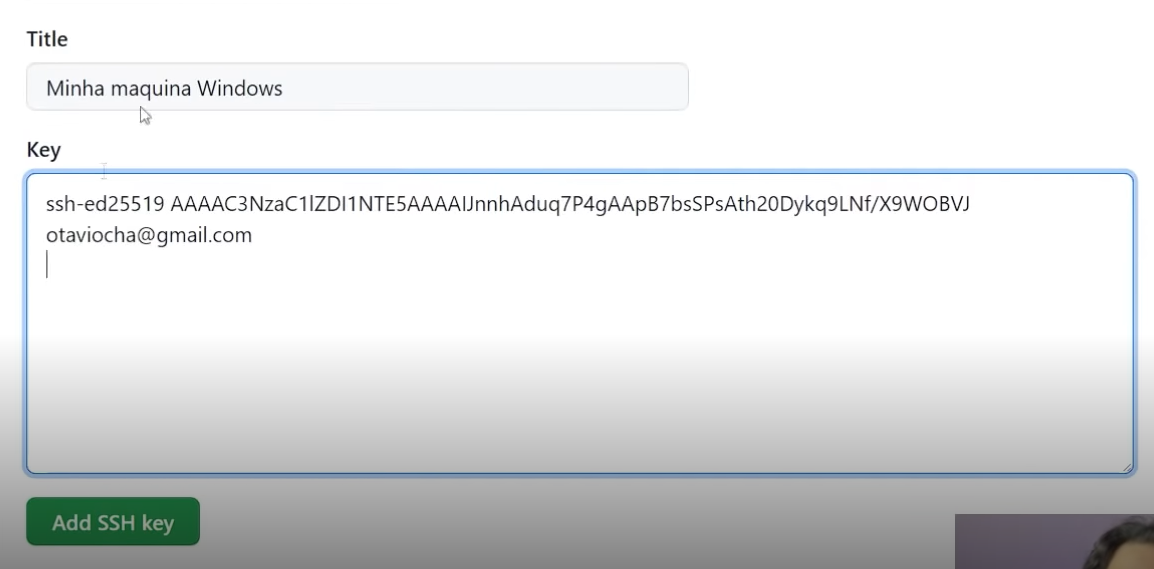 Title
Minha maquina Windows
Key
ssh-ed25519 AAAAC3NzaC1lZDI1NTE5AAAAIJnnhAduq7P4gAApB7bsSPsAth20Dykq9LNf/X9WOBVJ
otaviocha@gmail.com
Add SSH key